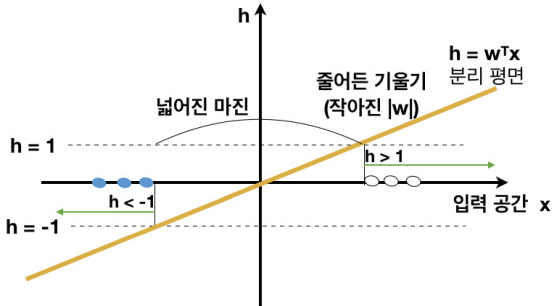 h
h = wᵀx
분리 평면
줄어든 기울기
(작아진 |w|)
넓어진 마진
h = 1
h > 1
h < -1
입력 공간 x
h = -1